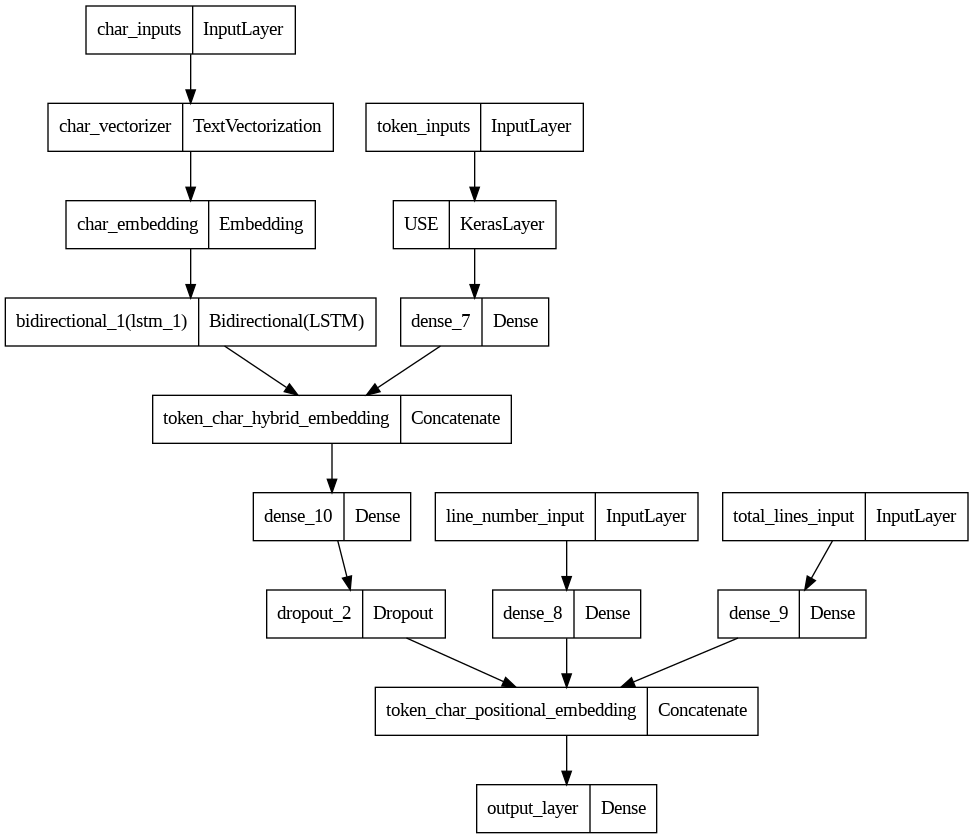 char_inputs InputLayer
char_vectorizer TextVectorization
token_inputs InputLayer
char_embedding Embedding
USE KerasLayer
bidirectional_1(lstm_1) Bidirectional(LSTM)
dense_7 Dense
token_char_hybrid_embedding Concatenate
dense_10 Dense
line_number_input InputLayer
total_lines_input InputLayer
dropout_2 Dropout
dense_8 Dense
dense_9 Dense
token_char_positional_embedding Concatenate
output_layer Dense